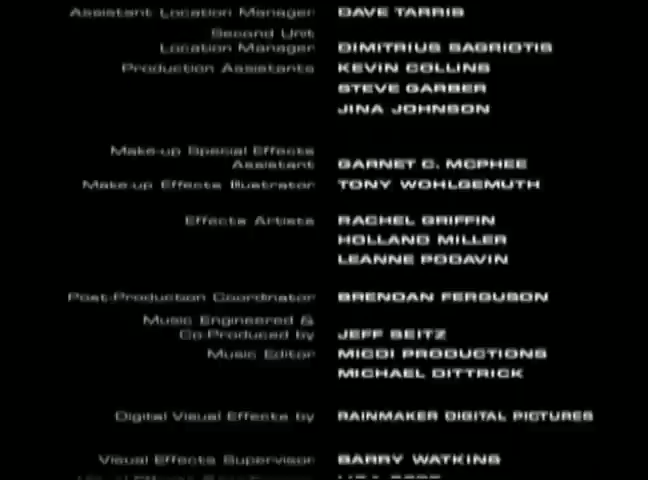 Assistant Location Manager DAVE TARRIS
Second Unit
Location Manager DIMITRIUS BAGRIOTIS
Production Assistants KEVIN COLLINS
STEVE GARBER
JINA JOHNSON
Make-up Special Effects
Assistant GARNET C. MCPHEE
Make-up Effects Illustrator TONY WOHLGEMUTH
Effects Artists RACHEL GRIFFIN
HOLLAND MILLER
LEANNE PODAVIN
Post-Production Coordinator BRENDAN FERGUSON
Music Engineered &
Co-Produced by JEFF SEITZ
Music Editor MICDI PRODUCTIONS
MICHAEL DITTRICK
Digital Visual Effects by RAINMAKER DIGITAL PICTURES
Visual Effects Supervisor BARRY WATKINS